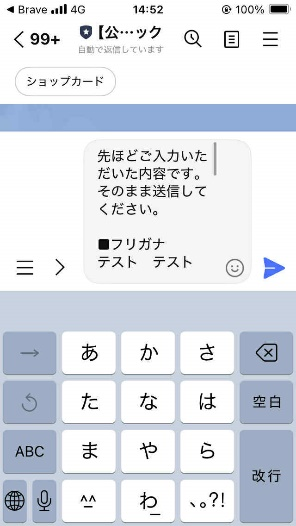 Brave 4G 14:52 100%
99+ 【公…ック
自動で返信しています
ショップカード
先ほどご入力いた
だいた内容です。
そのまま送信して
ください。
■フリガナ
テスト　テスト
→ あ か さ
た な は 空白
ABC ま や ら 改行
^^ わ_ 、。?!